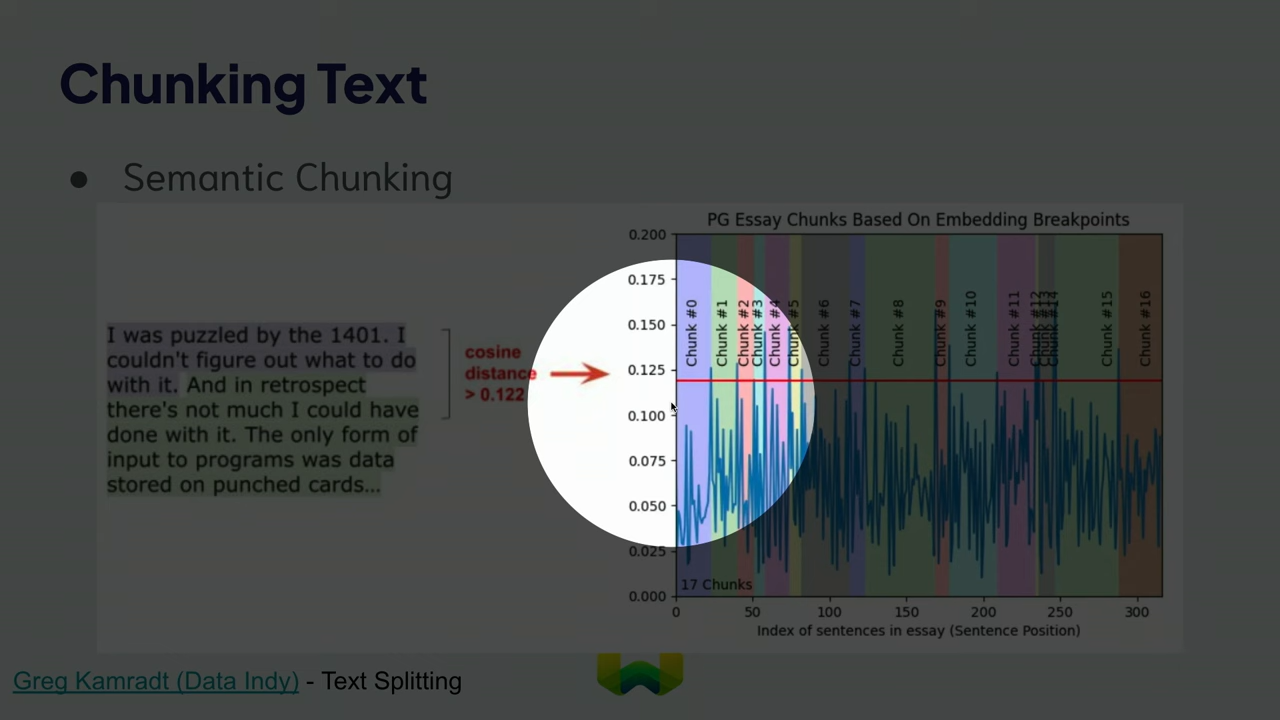 Chunking Text
● Semantic Chunking
I was puzzled by the 1401. I
couldn't figure out what to do
with it. And in retrospect
there's not much I could have
done with it. The only form of
input to programs was data
stored on punched cards...
cosine
distance
> 0.122
PG Essay Chunks Based On Embedding Breakpoints
0.200
0.175
0.150
0.125
0.100
0.075
0.050
0.025
0.000
Chunk #0
Chunk #1
Chunk #2
Chunk #3
Chunk #4
Chunk #5
Chunk #6
Chunk #7
Chunk #8
Chunk #9
Chunk #10
Chunk #11
Chunk #12
Chunk #13
Chunk #14
Chunk #15
Chunk #16
17 Chunks
0 50 100 150 200 250 300
Index of sentences in essay (Sentence Position)
Greg Kamradt (Data Indy) - Text Splitting